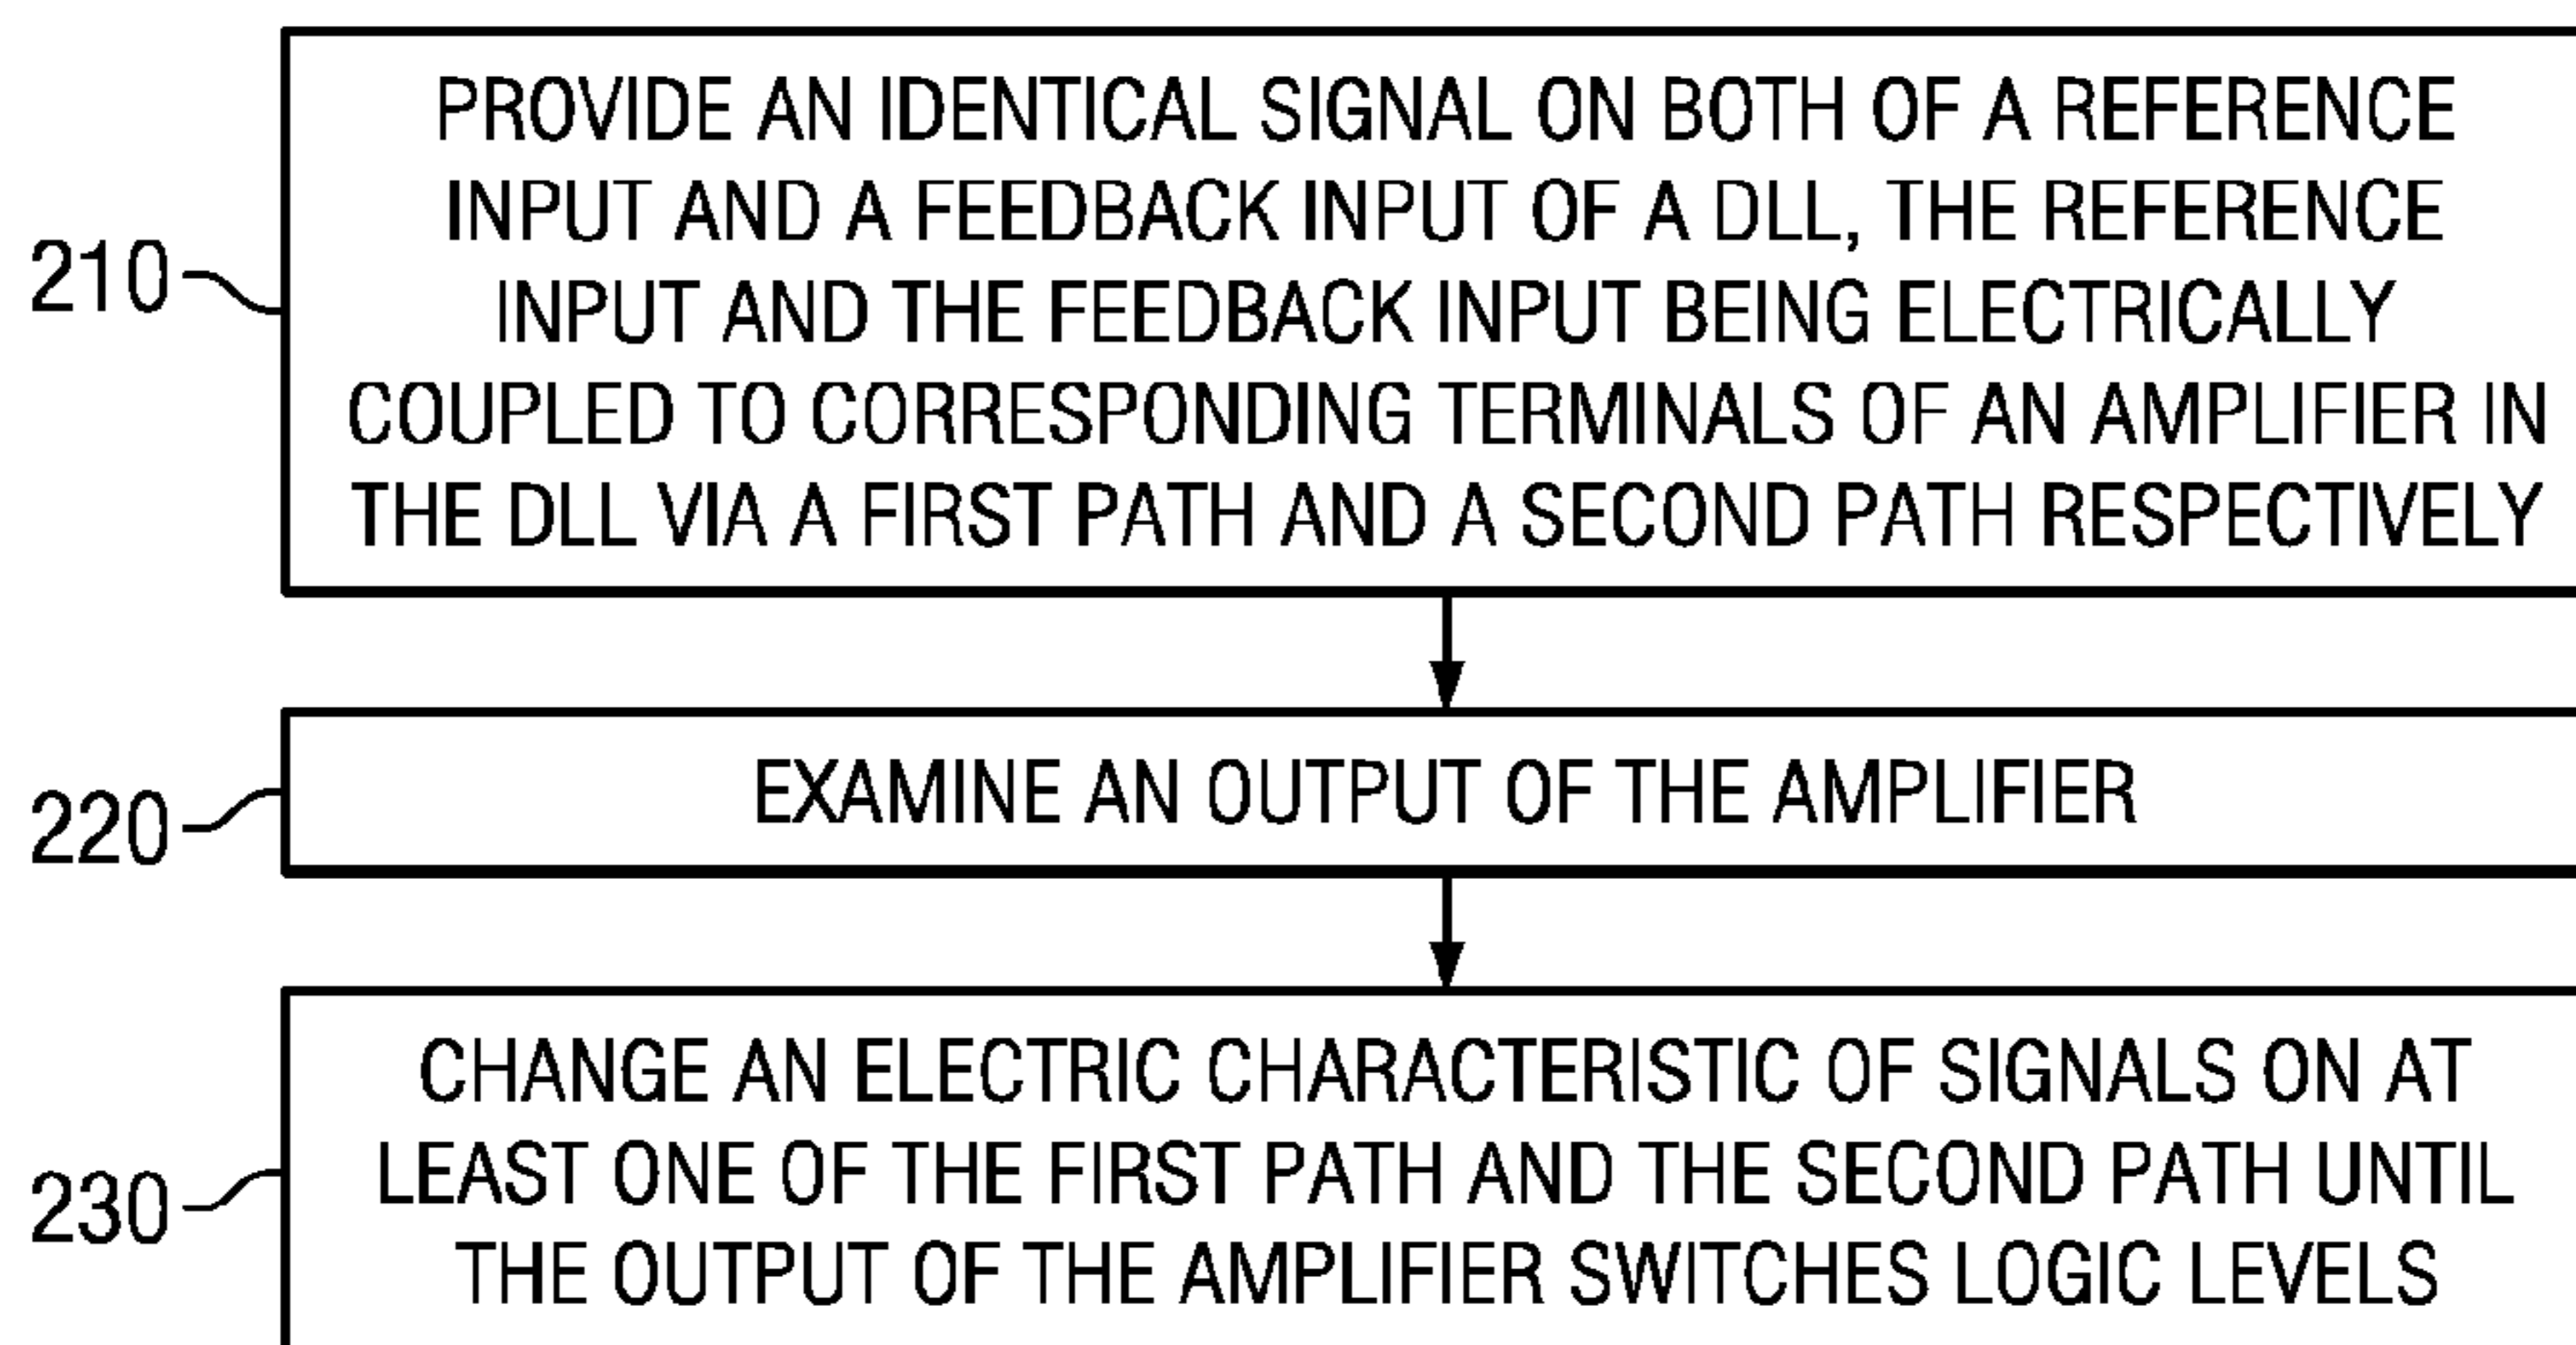 210
PROVIDE AN IDENTICAL SIGNAL ON BOTH OF A REFERENCE
INPUT AND A FEEDBACK INPUT OF A DLL, THE REFERENCE
INPUT AND THE FEEDBACK INPUT BEING ELECTRICALLY
COUPLED TO CORRESPONDING TERMINALS OF AN AMPLIFIER IN
THE DLL VIA A FIRST PATH AND A SECOND PATH RESPECTIVELY
220
EXAMINE AN OUTPUT OF THE AMPLIFIER
230
CHANGE AN ELECTRIC CHARACTERISTIC OF SIGNALS ON AT
LEAST ONE OF THE FIRST PATH AND THE SECOND PATH UNTIL
THE OUTPUT OF THE AMPLIFIER SWITCHES LOGIC LEVELS